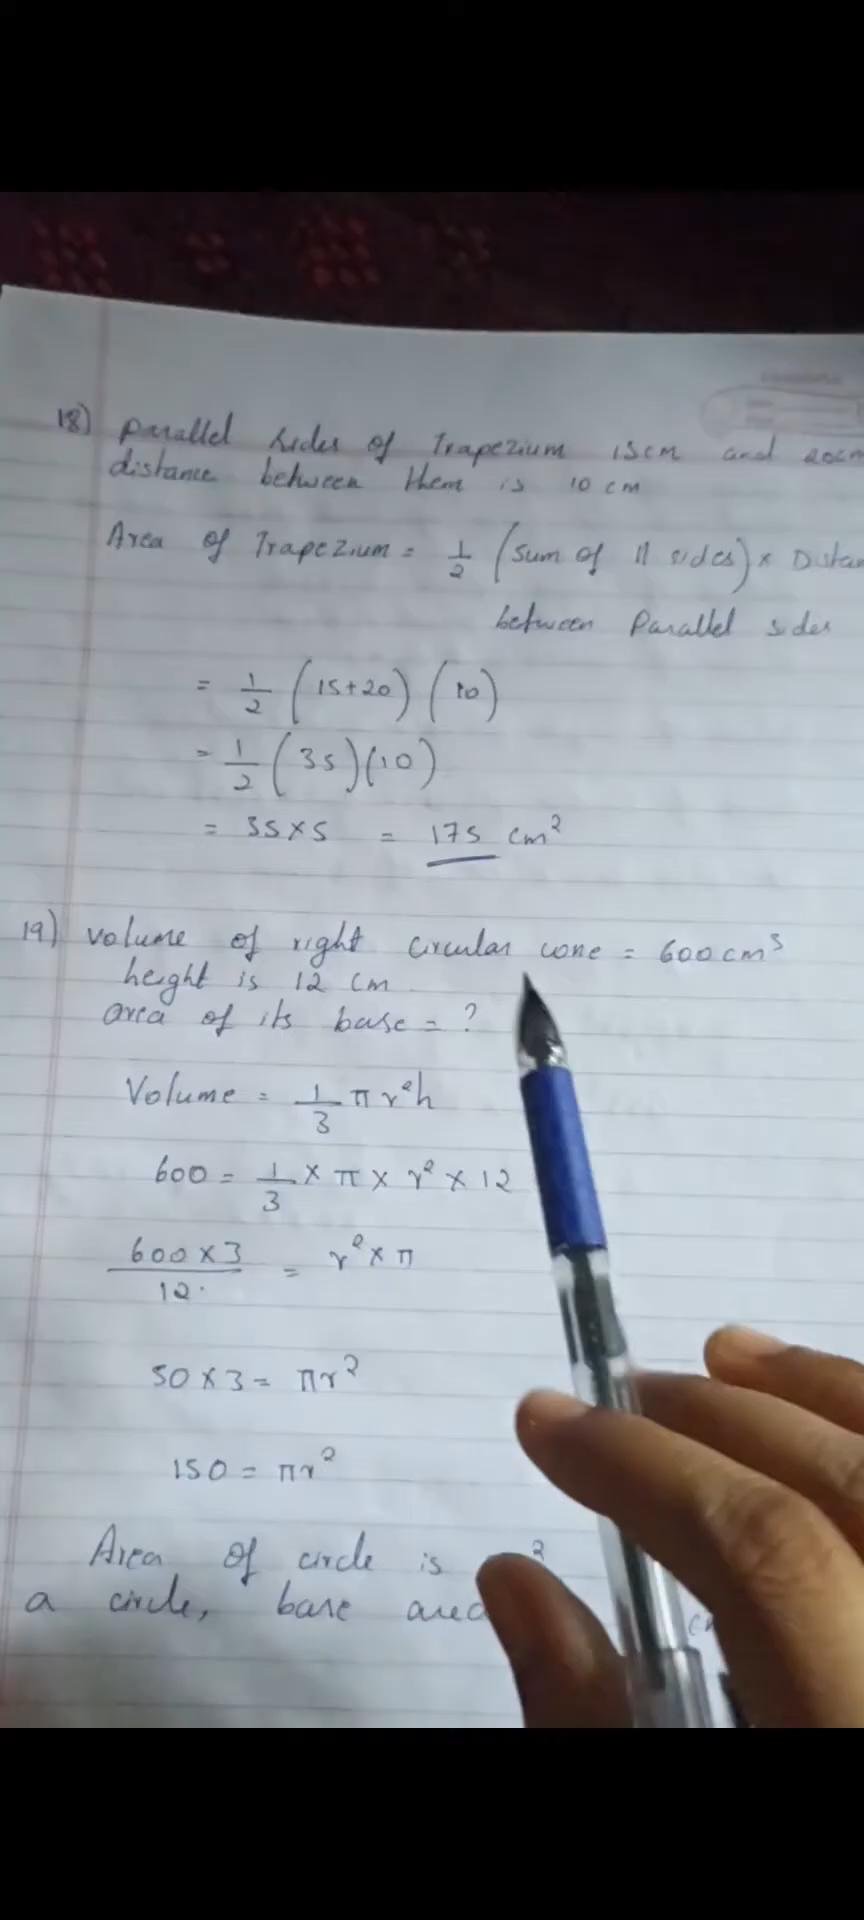 18) Parallel sides of Trapezium 15cm and 20cm
distance between them is 10 cm
Area of Trapezium = 1/2 (sum of 11 sides) × Distan
between Parallel sides
= 1/2 (15+20) (10)
= 1/2 (35)(10)
= 35×5 = 175 cm²
19) volume of right circular cone = 600cm³
height is 12 cm
area of its base = ?
Volume = 1/3 πr²h
600 = 1/3 × π × r² × 12
600×3/12 = r² × π
50×3 = πr²
150 = πr²
Area of circle is
a circle, base area